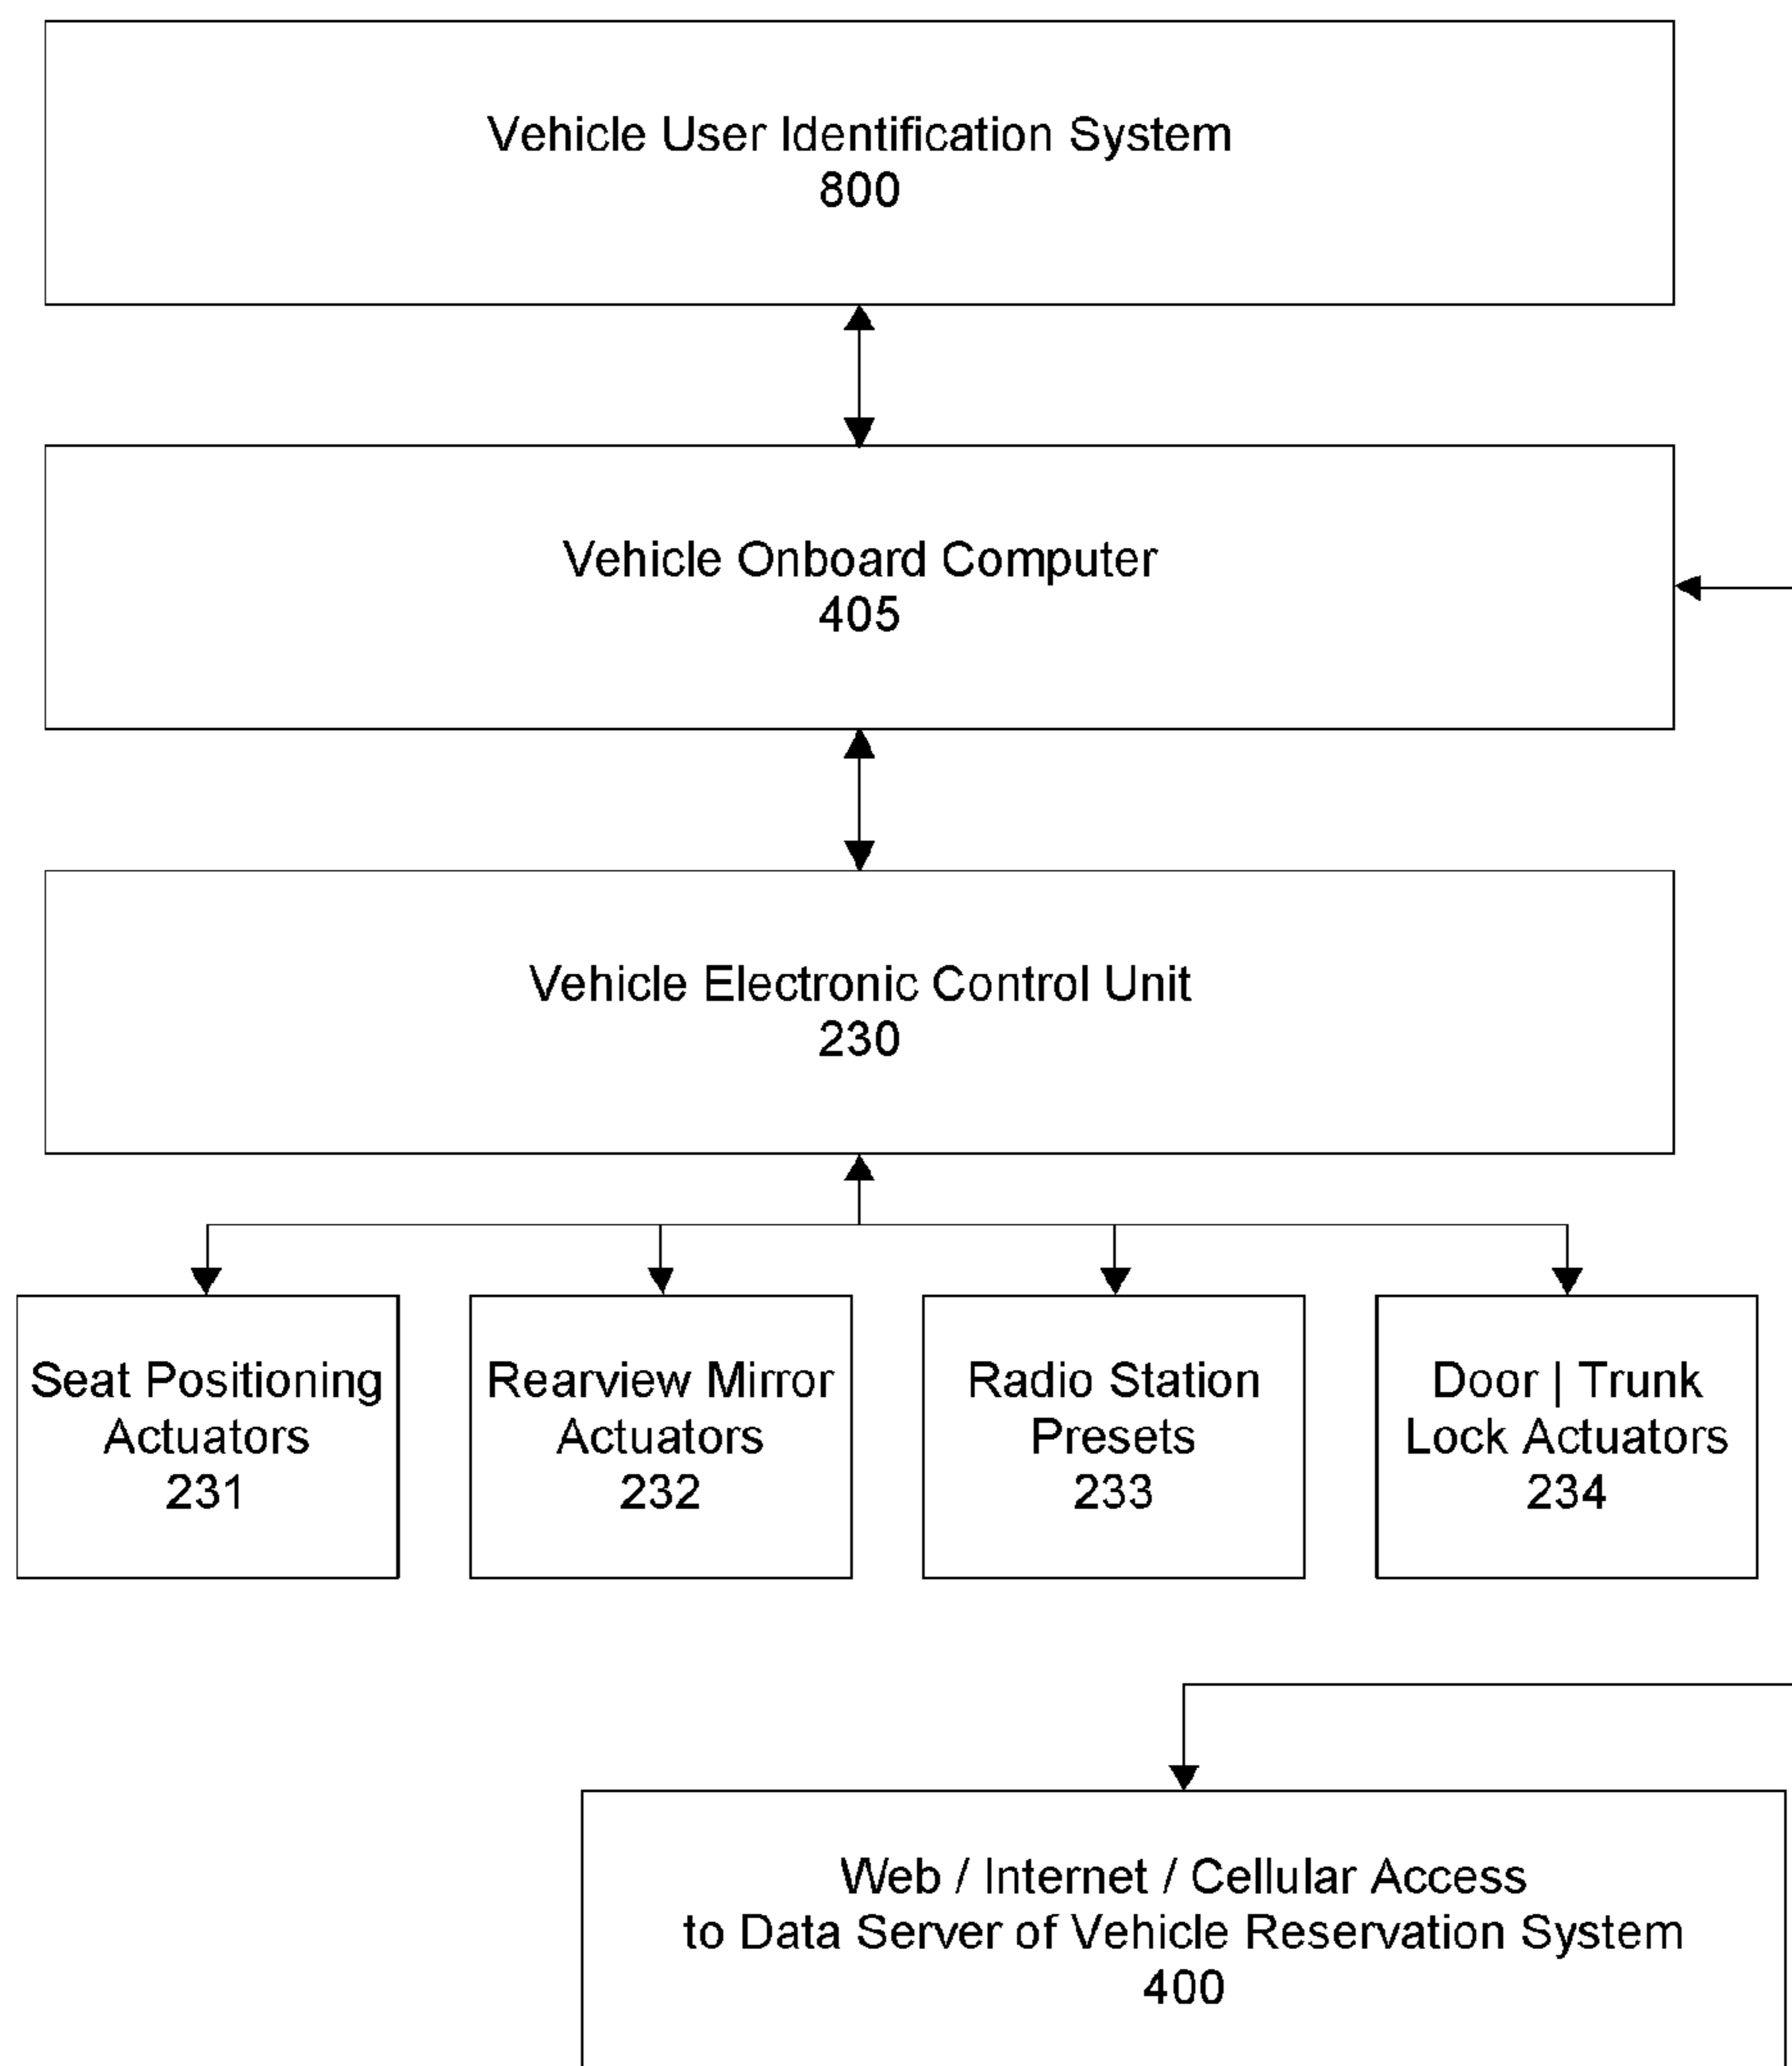 Vehicle User Identification System
800
Vehicle Onboard Computer
405
Vehicle Electronic Control Unit
230
Seat Positioning
Actuators
231
Rearview Mirror
Actuators
232
Radio Station
Presets
233
Door | Trunk
Lock Actuators
234
Web / Internet / Cellular Access
to Data Server of Vehicle Reservation System
400